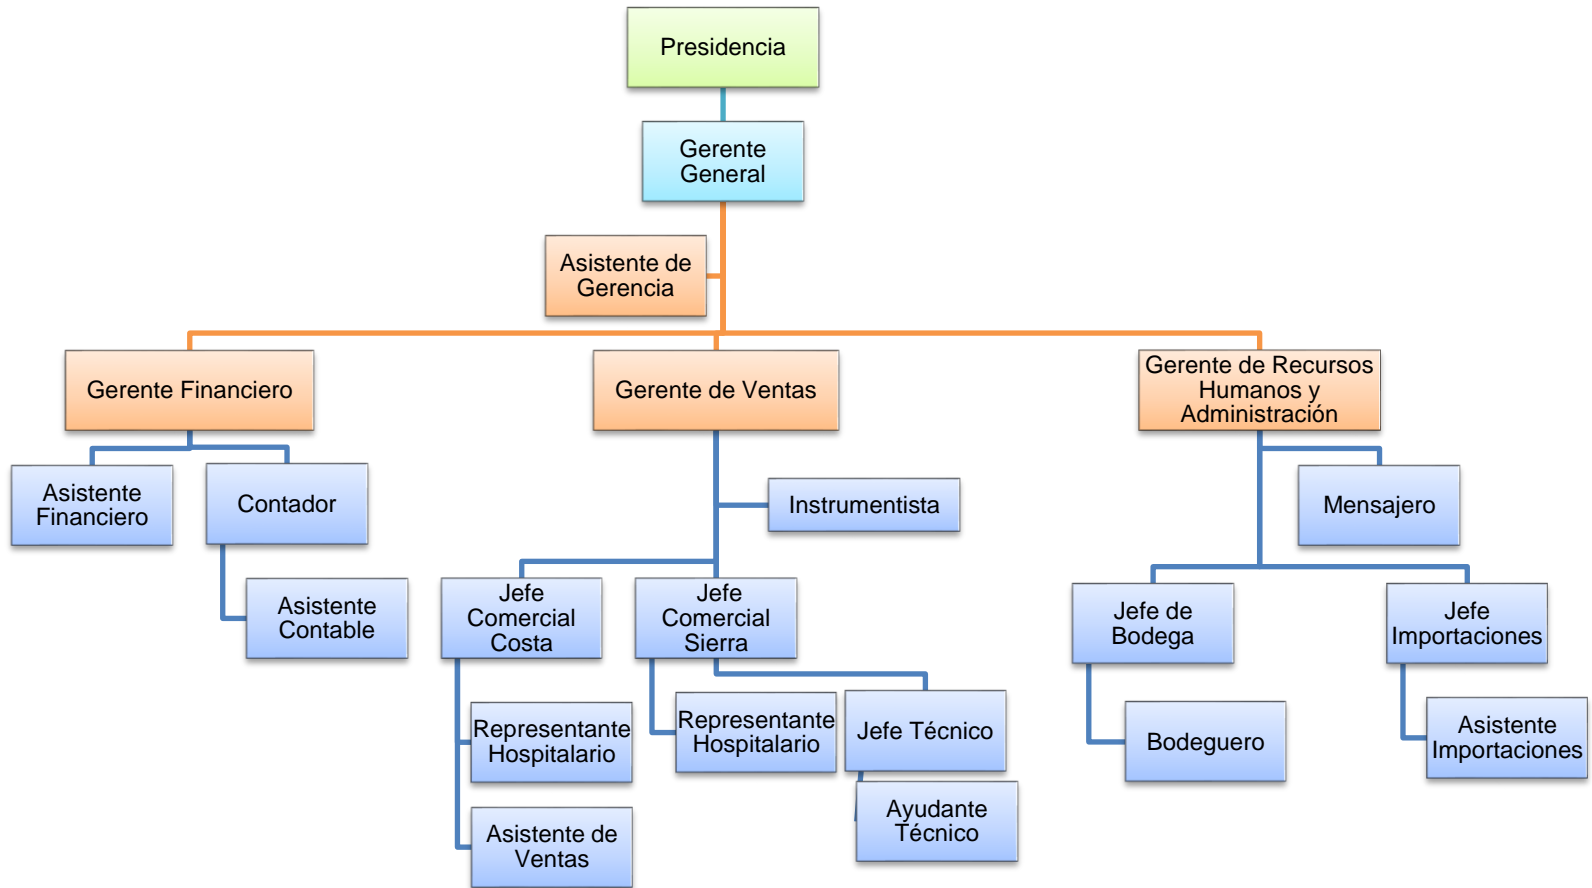 Presidencia
Gerente
General
Asistente de
Gerencia
Gerente Financiero
Gerente de Ventas
Gerente de Recursos
Humanos y
Administración
Asistente
Financiero
Contador
Instrumentista
Mensajero
Asistente
Contable
Jefe
Comercial
Costa
Jefe
Comercial
Sierra
Jefe de
Bodega
Jefe
Importaciones
Representante
Hospitalario
Representante
Hospitalario
Jefe Técnico
Bodeguero
Asistente
Importaciones
Asistente de
Ventas
Ayudante
Técnico